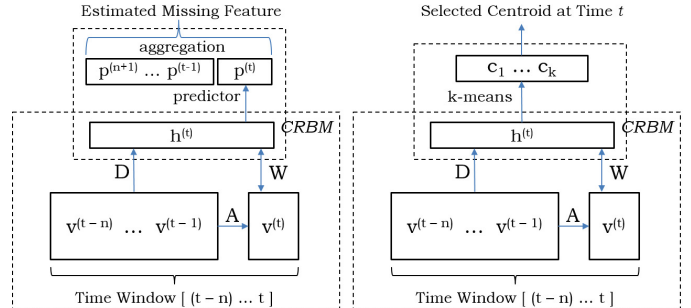 Estimated Missing Feature
aggregation
p(n+1) ... p(t-1) p(t)
predictor
CRBM
h(t)
D W
v(t – n) ... v(t – 1) A v(t)
Time Window [ (t – n) ... t ]
Selected Centroid at Time t
c1 ... ck
k-means
CRBM
h(t)
D W
v(t – n) ... v(t – 1) A v(t)
Time Window [ (t – n) ... t ]